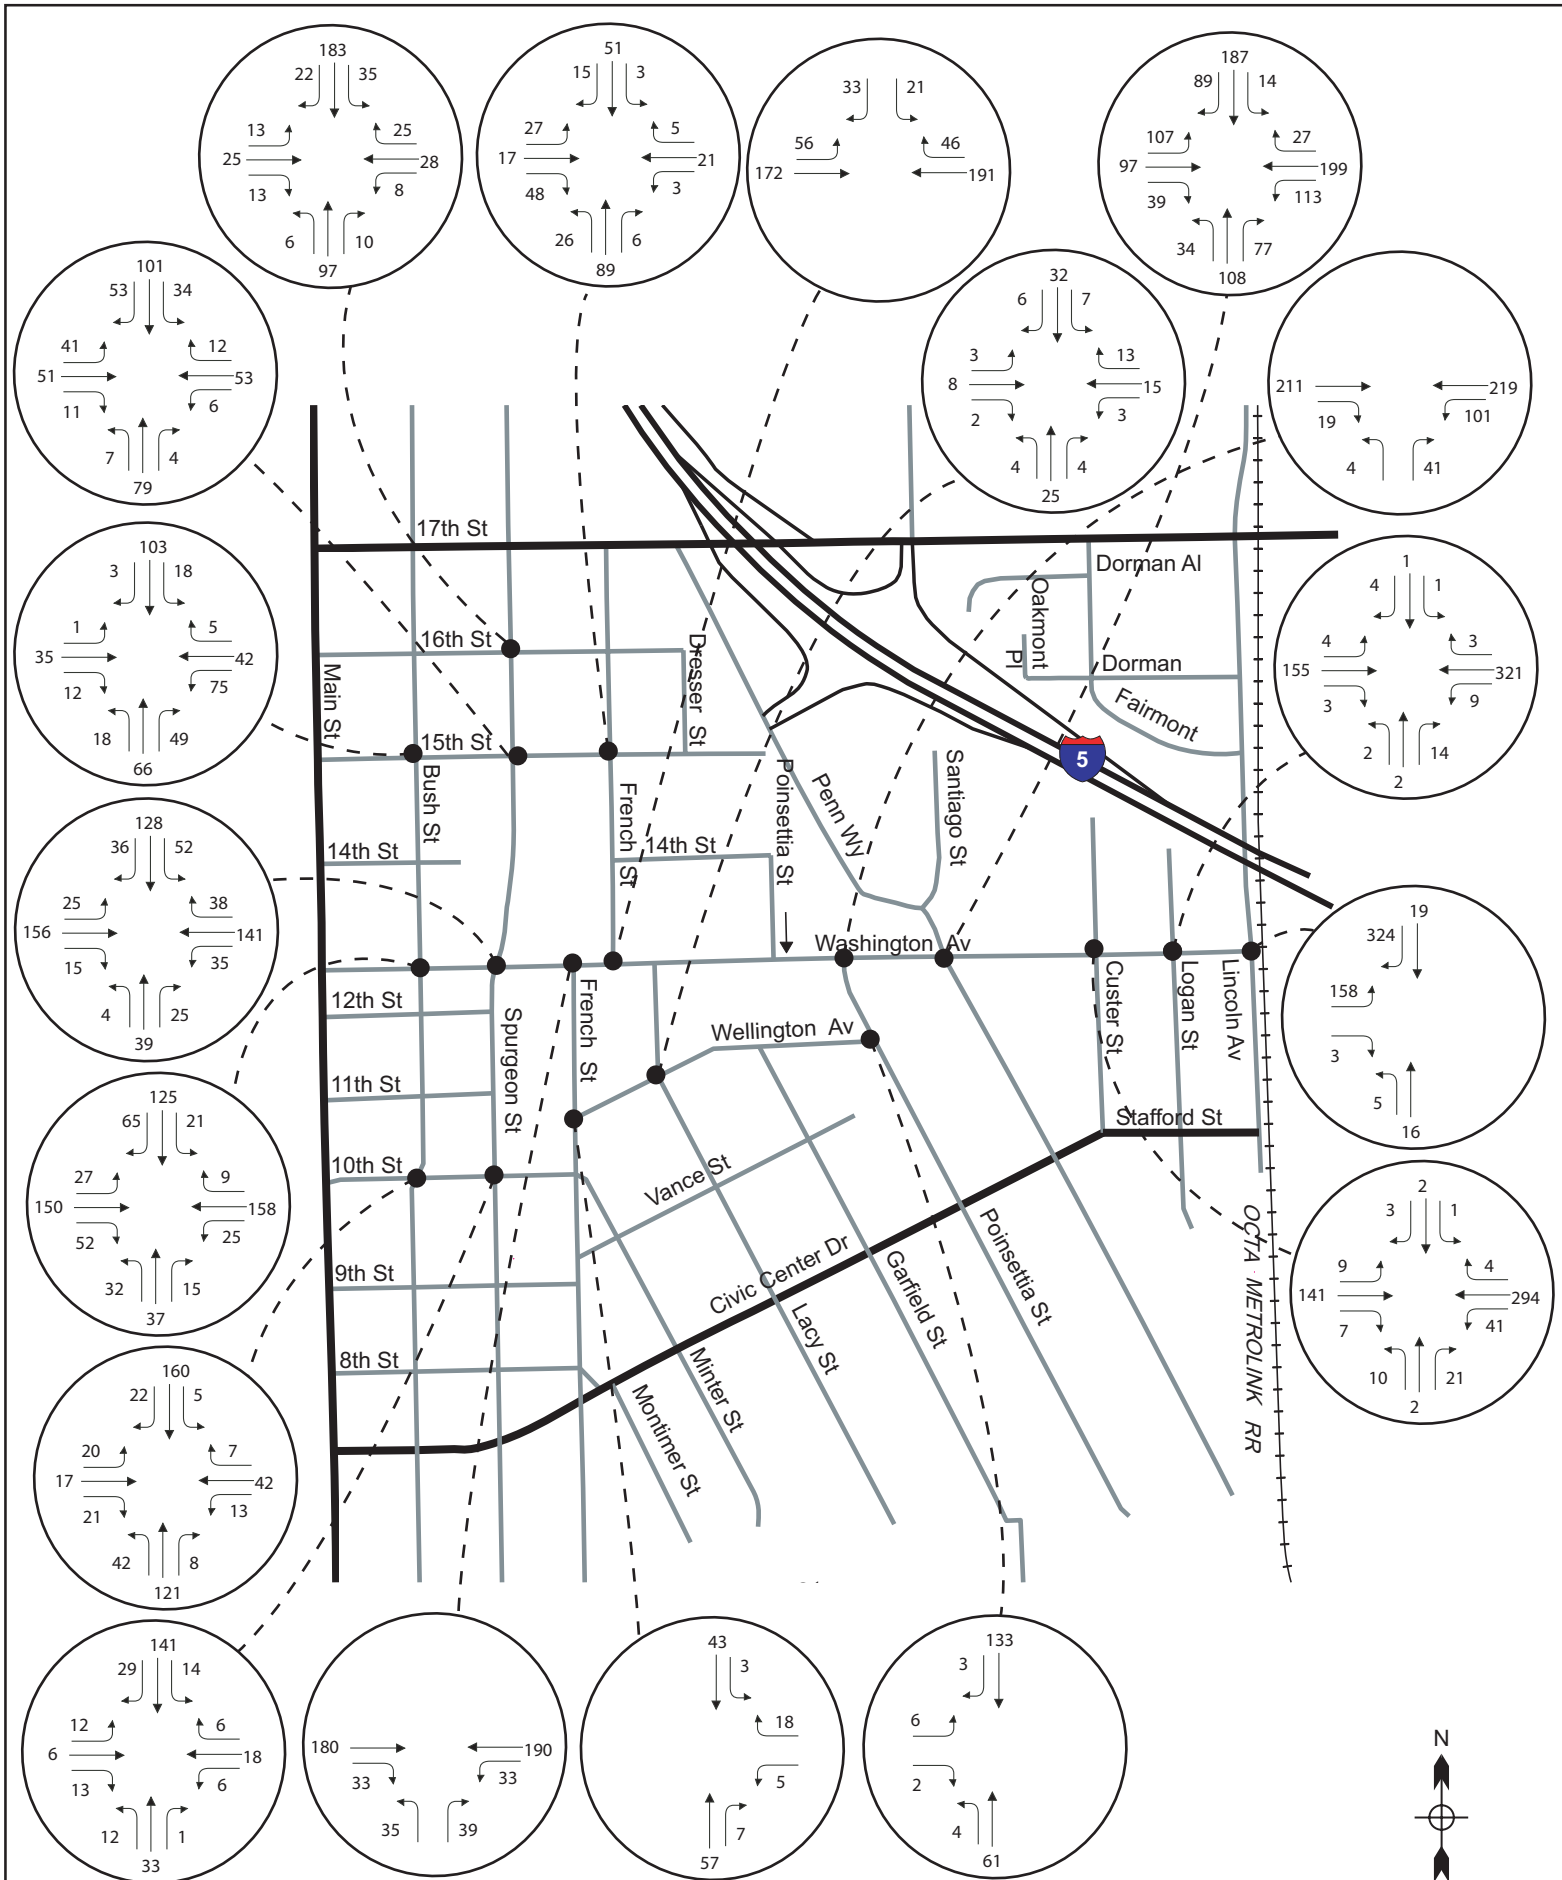 183
22 35
13 25
25 28
13 8
6 10
97
51
15 3
27 5
17 21
48 3
26 6
89
33 21
56 46
172 191
187
89 14
107 27
97 199
39 113
34 77
108
101
53 34
41 12
51 53
11 6
7 4
79
32
6 7
3 13
8 15
2 3
4 4
25
211 219
19 101
4 41
103
3 18
1 5
35 42
12 75
18 49
66
1
4 1
4 3
155 321
3 9
2 14
2
128
36 52
25 38
156 141
15 35
4 25
39
19
324
158
3
5
16
125
65 21
27 9
150 158
52 25
32 15
37
2
3 1
9 4
141 294
7 41
10 21
2
160
22 5
20 7
17 42
21 13
42 8
121
141
29 14
12 6
6 18
13 6
12 1
33
180 190
33 33
35 39
43
3
18
5
7
57
133
3
6
2
4
61
17th St
Dorman Al
Oakmont
Pl
Dorman
Fairmont
16th St
Main St
Dresser St
15th St
Bush St
French St
Poinsettia St
Penn Wy
Santiago St
5
14th St
14th St
Washington Av
12th St
French St
Spurgeon St
Wellington Av
Custer St
Logan St
Lincoln Av
11th St
Stafford St
10th St
Vance St
9th St
Civic Center Dr
Poinsettia St
Garfield St
Lacy St
8th St
Minter St
Montimer St
OCTA METROLINK RR
N